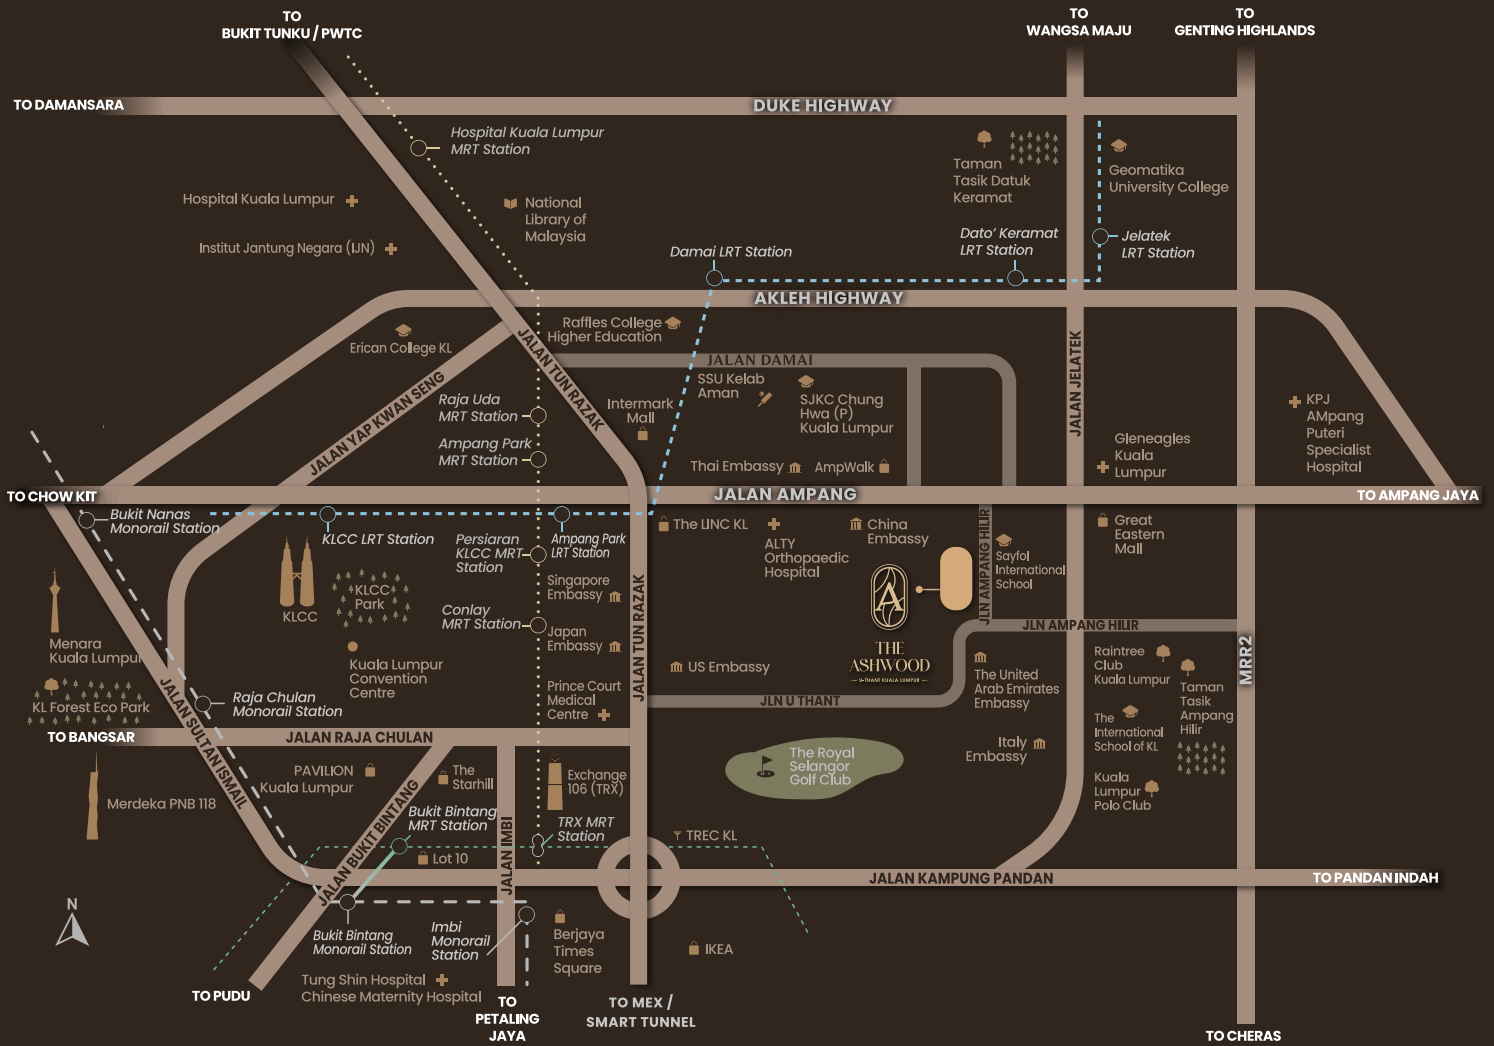 TO
BUKIT TUNKU / PWTC
TO
WANGSA MAJU
TO
GENTING HIGHLANDS
TO DAMANSARA
DUKE HIGHWAY
Hospital Kuala Lumpur
MRT Station
Taman
Tasik Datuk
Keramat
Geomatika
University College
Hospital Kuala Lumpur
National
Library of
Malaysia
Institut Jantung Negara (IJN)
Damai LRT Station
Dato' Keramat
LRT Station
Jelatek
LRT Station
AKLEH HIGHWAY
Erican College KL
Raffles College
Higher Education
JALAN TUN RAZAK
JALAN DAMAI
JALAN JELATEK
JALAN YAP KWAN SENG
SSU Kelab
Aman
SJKC Chung
Hwa (P)
Kuala Lumpur
Raja Uda
MRT Station
Intermark
Mall
KPJ
AMpang
Puteri
Specialist
Hospital
Ampang Park
MRT Station
Gleneagles
Kuala
Lumpur
Thai Embassy
AmpWalk
TO CHOW KIT
JALAN AMPANG
TO AMPANG JAYA
Bukit Nanas
Monorail Station
KLCC LRT Station
Persiaran
KLCC MRT
Station
Ampang Park
LRT Station
The LINC KL
ALTY
Orthopaedic
Hospital
China
Embassy
JLN AMPANG HILIR
Sayfol
International
School
Great
Eastern
Mall
KLCC
KLCC
Park
Singapore
Embassy
JALAN TUN RAZAK
A
THE
ASHWOOD
U-THANT KUALA LUMPUR
Conlay
MRT Station
Japan
Embassy
JLN AMPANG HILIR
Menara
Kuala Lumpur
Kuala Lumpur
Convention
Centre
US Embassy
The United
Arab Emirates
Embassy
Raintree
Club
Kuala Lumpur
MRR2
KL Forest Eco Park
Raja Chulan
Monorail Station
Prince Court
Medical
Centre
JLN U THANT
Taman
Tasik
Ampang
Hilir
The
International
School of KL
TO BANGSAR
JALAN RAJA CHULAN
JALAN SULTAN ISMAIL
Italy
Embassy
The Royal
Selangor
Golf Club
PAVILION
Kuala Lumpur
The
Starhill
Exchange
106 (TRX)
Kuala
Lumpur
Polo Club
Merdeka PNB 118
JALAN BUKIT BINTANG
Bukit Bintang
MRT Station
JALAN IMBI
TRX MRT
Station
TREC KL
Lot 10
JALAN KAMPUNG PANDAN
TO PANDAN INDAH
N
Bukit Bintang
Monorail Station
Imbi
Monorail
Station
Berjaya
Times
Square
IKEA
Tung Shin Hospital
Chinese Maternity Hospital
TO PUDU
TO
PETALING
JAYA
TO MEX /
SMART TUNNEL
TO CHERAS